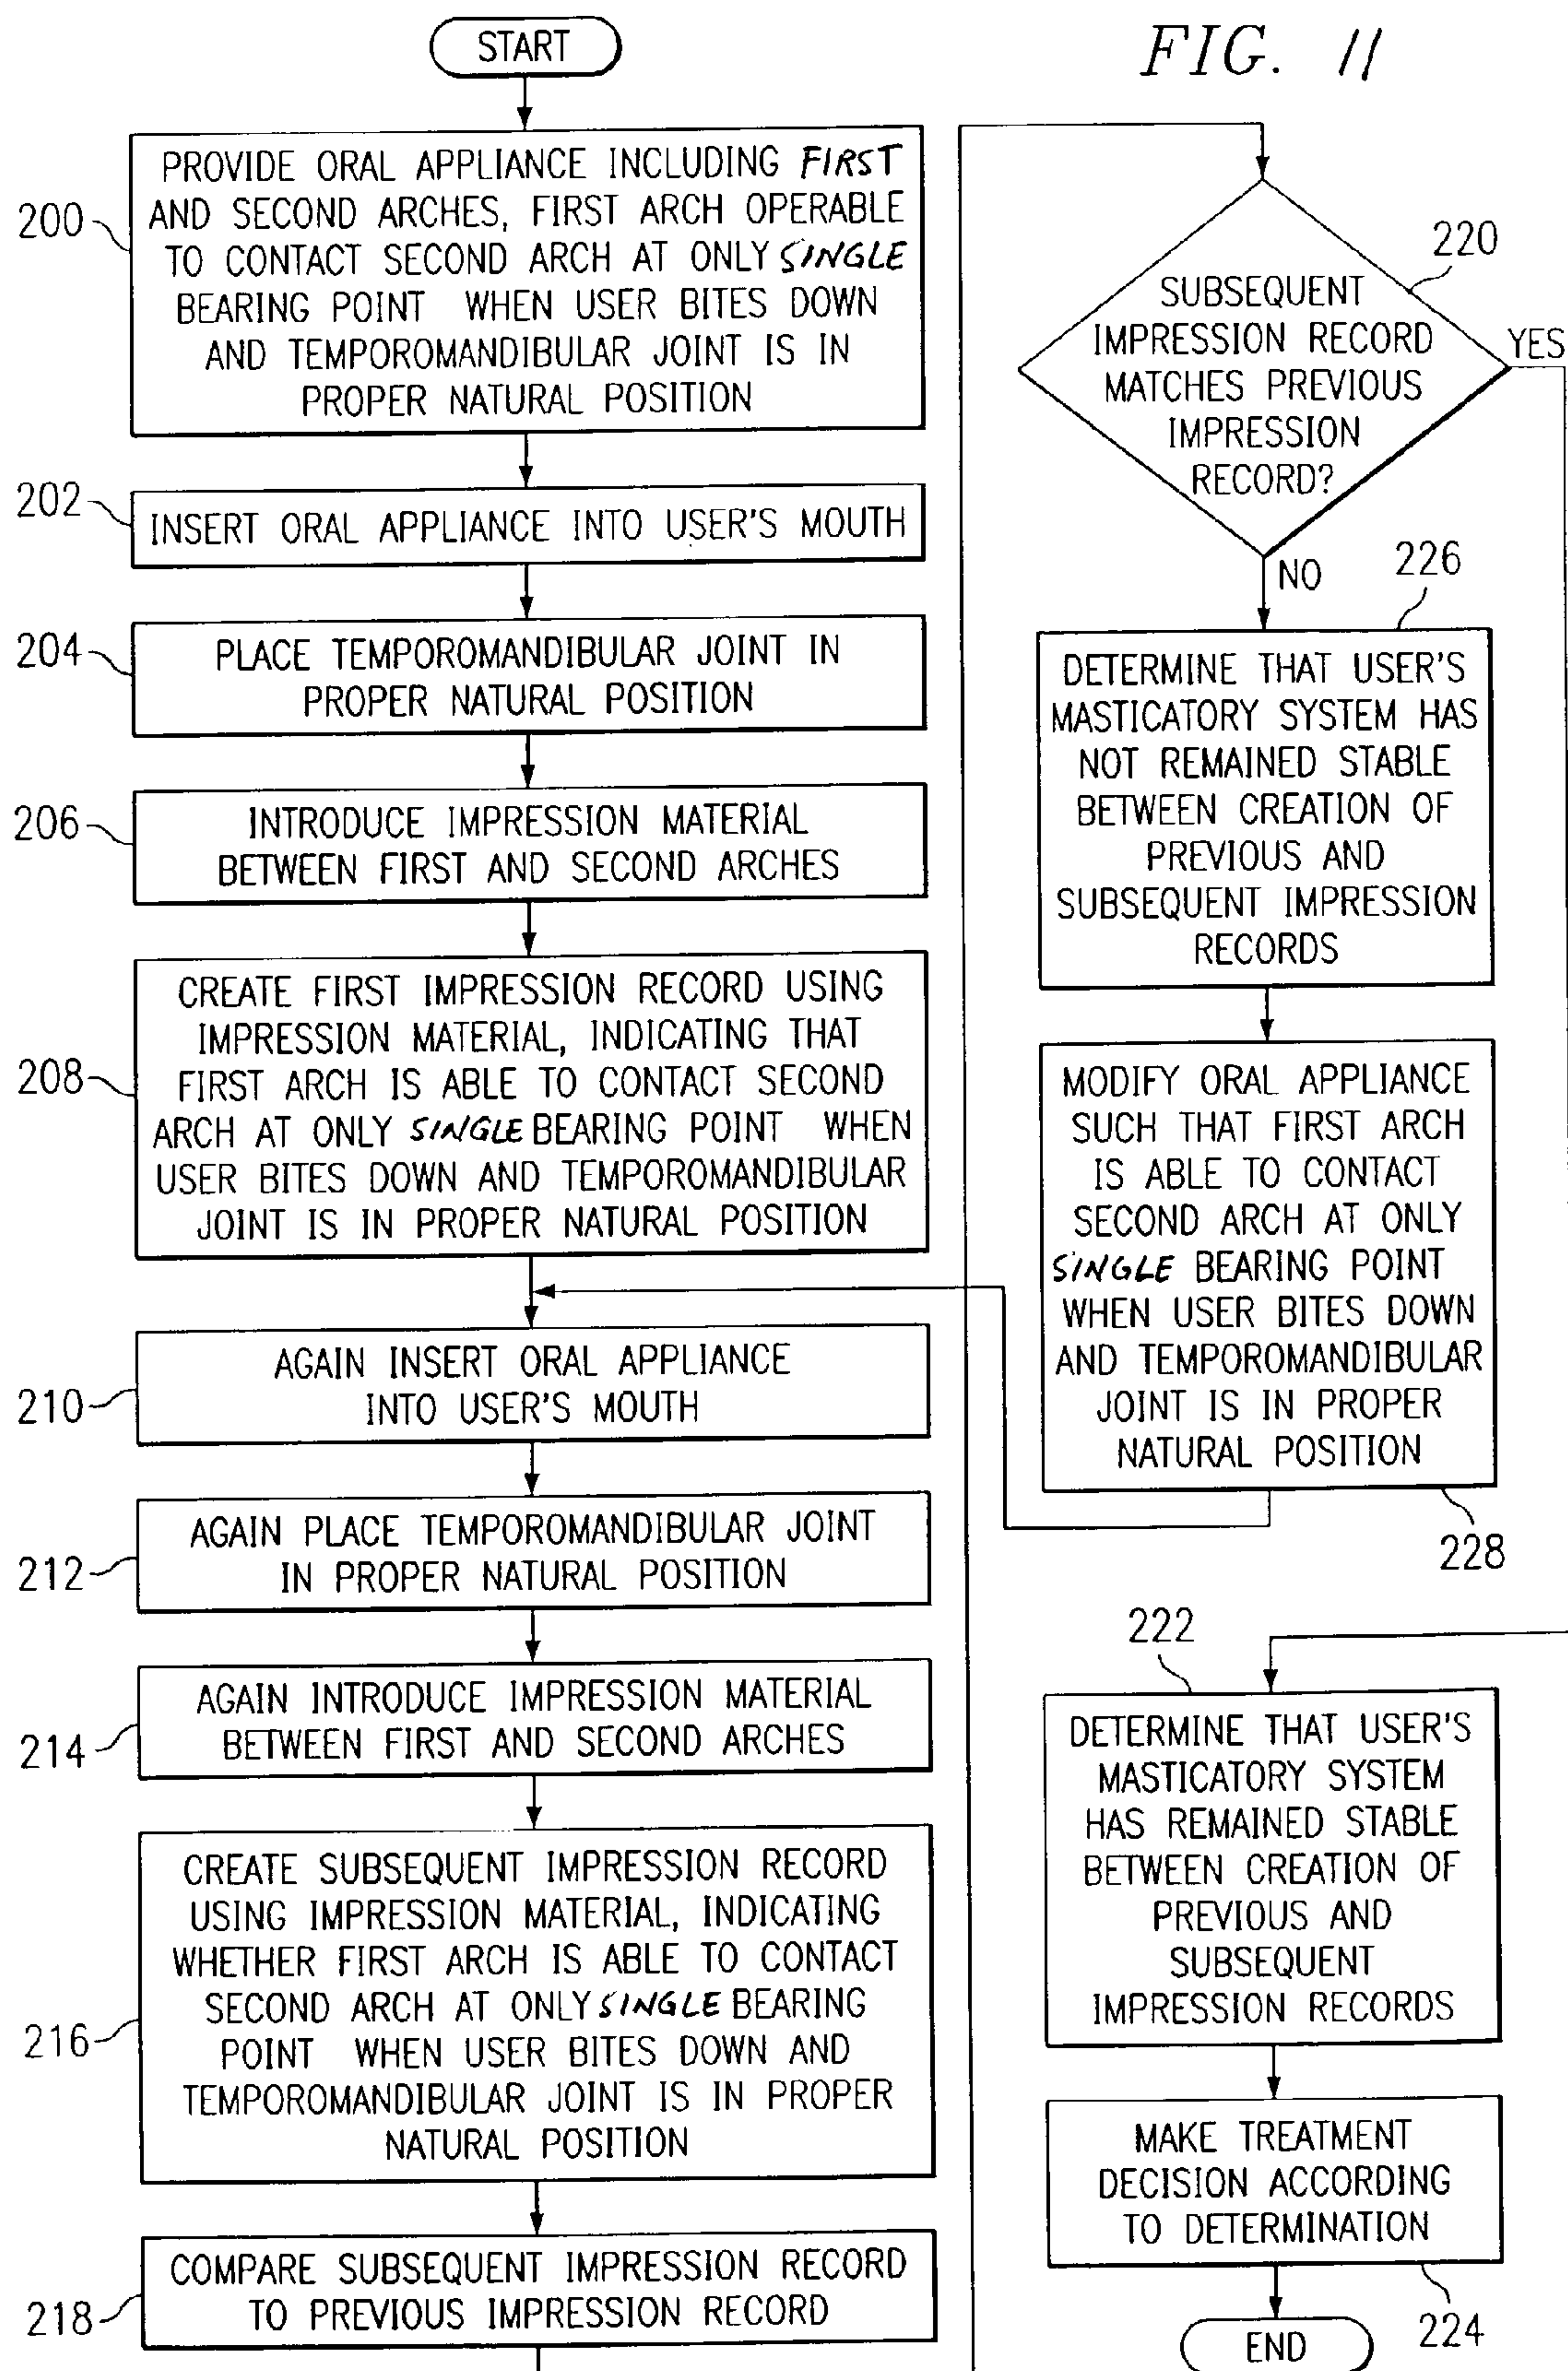 FIG. 11
START
200
PROVIDE ORAL APPLIANCE INCLUDING FIRST
AND SECOND ARCHES, FIRST ARCH OPERABLE
TO CONTACT SECOND ARCH AT ONLY SINGLE
BEARING POINT WHEN USER BITES DOWN
AND TEMPOROMANDIBULAR JOINT IS IN
PROPER NATURAL POSITION
202
INSERT ORAL APPLIANCE INTO USER'S MOUTH
204
PLACE TEMPOROMANDIBULAR JOINT IN
PROPER NATURAL POSITION
206
INTRODUCE IMPRESSION MATERIAL
BETWEEN FIRST AND SECOND ARCHES
208
CREATE FIRST IMPRESSION RECORD USING
IMPRESSION MATERIAL, INDICATING THAT
FIRST ARCH IS ABLE TO CONTACT SECOND
ARCH AT ONLY SINGLE BEARING POINT WHEN
USER BITES DOWN AND TEMPOROMANDIBULAR
JOINT IS IN PROPER NATURAL POSITION
210
AGAIN INSERT ORAL APPLIANCE
INTO USER'S MOUTH
212
AGAIN PLACE TEMPOROMANDIBULAR JOINT
IN PROPER NATURAL POSITION
214
AGAIN INTRODUCE IMPRESSION MATERIAL
BETWEEN FIRST AND SECOND ARCHES
216
CREATE SUBSEQUENT IMPRESSION RECORD
USING IMPRESSION MATERIAL, INDICATING
WHETHER FIRST ARCH IS ABLE TO CONTACT
SECOND ARCH AT ONLY SINGLE BEARING
POINT WHEN USER BITES DOWN AND
TEMPOROMANDIBULAR JOINT IS IN PROPER
NATURAL POSITION
218
COMPARE SUBSEQUENT IMPRESSION RECORD
TO PREVIOUS IMPRESSION RECORD
220
SUBSEQUENT
IMPRESSION RECORD
MATCHES PREVIOUS
IMPRESSION
RECORD?
YES
NO
226
DETERMINE THAT USER'S
MASTICATORY SYSTEM HAS
NOT REMAINED STABLE
BETWEEN CREATION OF
PREVIOUS AND
SUBSEQUENT IMPRESSION
RECORDS
MODIFY ORAL APPLIANCE
SUCH THAT FIRST ARCH
IS ABLE TO CONTACT
SECOND ARCH AT ONLY
SINGLE BEARING POINT
WHEN USER BITES DOWN
AND TEMPOROMANDIBULAR
JOINT IS IN PROPER
NATURAL POSITION
228
222
DETERMINE THAT USER'S
MASTICATORY SYSTEM
HAS REMAINED STABLE
BETWEEN CREATION OF
PREVIOUS AND
SUBSEQUENT
IMPRESSION RECORDS
MAKE TREATMENT
DECISION ACCORDING
TO DETERMINATION
224
END